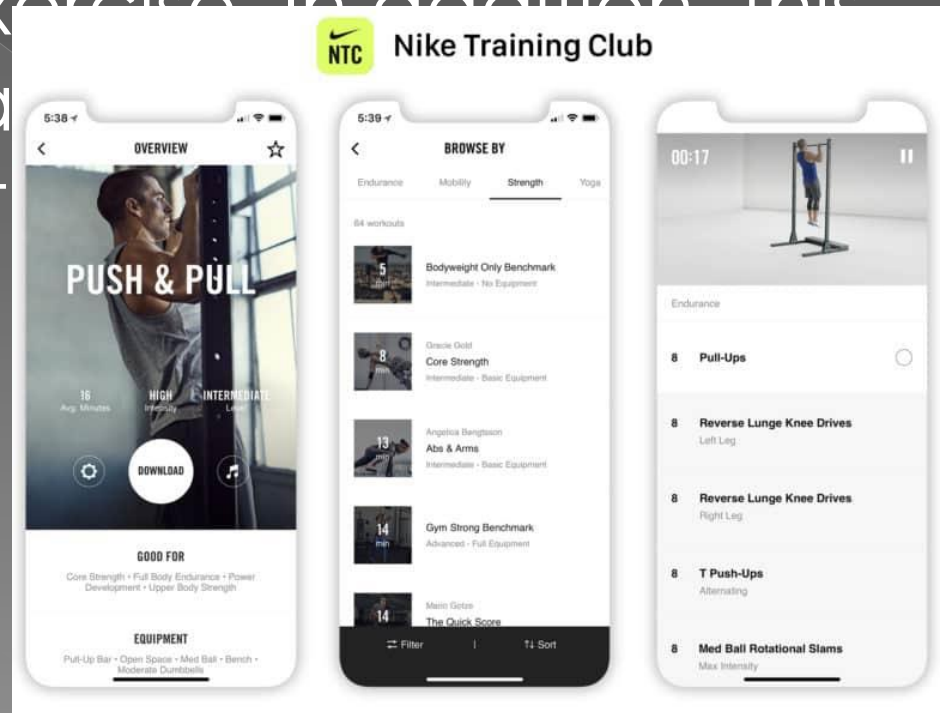 exercise. In addition, this
NTC
Nike Training Club
5:38
OVERVIEW
PUSH & PULL
16
Avg. Minutes
HIGH
Intensity
INTERMEDIATE
Level
DOWNLOAD
GOOD FOR
Core Strength • Full Body Endurance • Power
Development • Upper Body Strength
EQUIPMENT
Pull-Up Bar • Open Space • Med Ball • Bench •
Moderate Dumbbells
5:39
BROWSE BY
Endurance Mobility Strength Yoga
64 workouts
5
min
Bodyweight Only Benchmark
Intermediate - No Equipment
8
min
Gracie Gold
Core Strength
Intermediate - Basic Equipment
13
min
Angelica Bengtsson
Abs & Arms
Intermediate - Basic Equipment
14
min
Gym Strong Benchmark
Advanced - Full Equipment
14
Mario Götze
The Quick Score
Filter | Sort
00:17
Endurance
8 Pull-Ups
8 Reverse Lunge Knee Drives
Left Leg
8 Reverse Lunge Knee Drives
Right Leg
8 T Push-Ups
Alternating
8 Med Ball Rotational Slams
Max Intensity